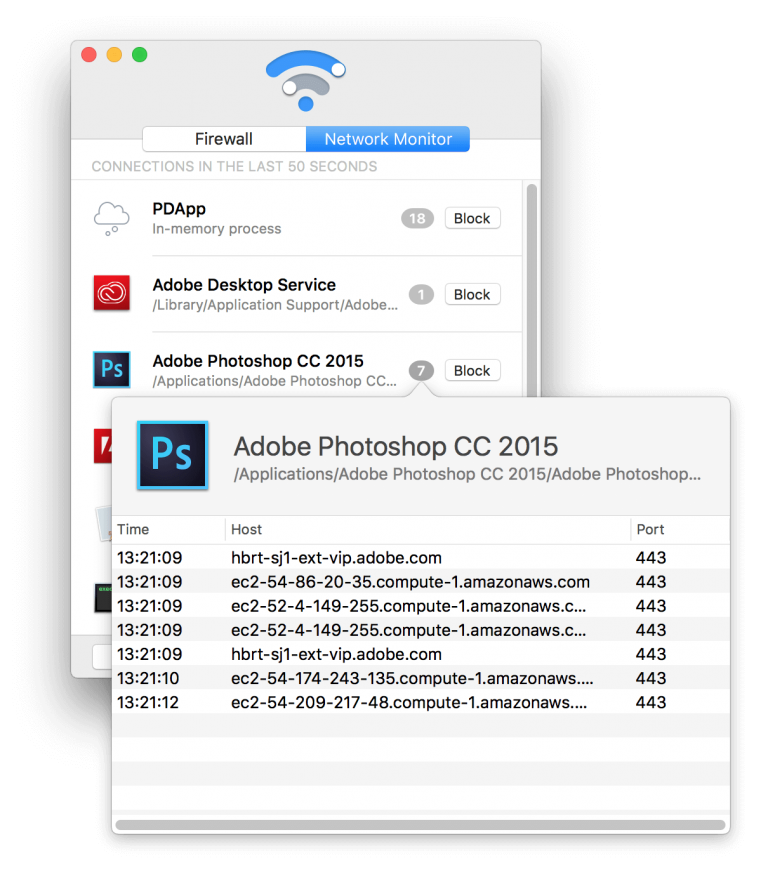 Firewall
Network Monitor
CONNECTIONS IN THE LAST 50 SECONDS
PDApp
18
Block
In-memory process
Adobe Desktop Service
1
Block
/Library/Application Support/Adobe...
Adobe Photoshop CC 2015
7
Block
/Applications/Adobe Photoshop CC...
Ps
Ps
Adobe Photoshop CC 2015
/Applications/Adobe Photoshop CC 2015/Adobe Photoshop...
Time Host Port
13:21:09 hbrt-sj1-ext-vip.adobe.com 443
13:21:09 ec2-54-86-20-35.compute-1.amazonaws.com 443
13:21:09 ec2-52-4-149-255.compute-1.amazonaws.c... 443
13:21:09 ec2-52-4-149-255.compute-1.amazonaws.c... 443
13:21:09 hbrt-sj1-ext-vip.adobe.com 443
13:21:10 ec2-54-174-243-135.compute-1.amazonaws.... 443
13:21:12 ec2-54-209-217-48.compute-1.amazonaws.... 443